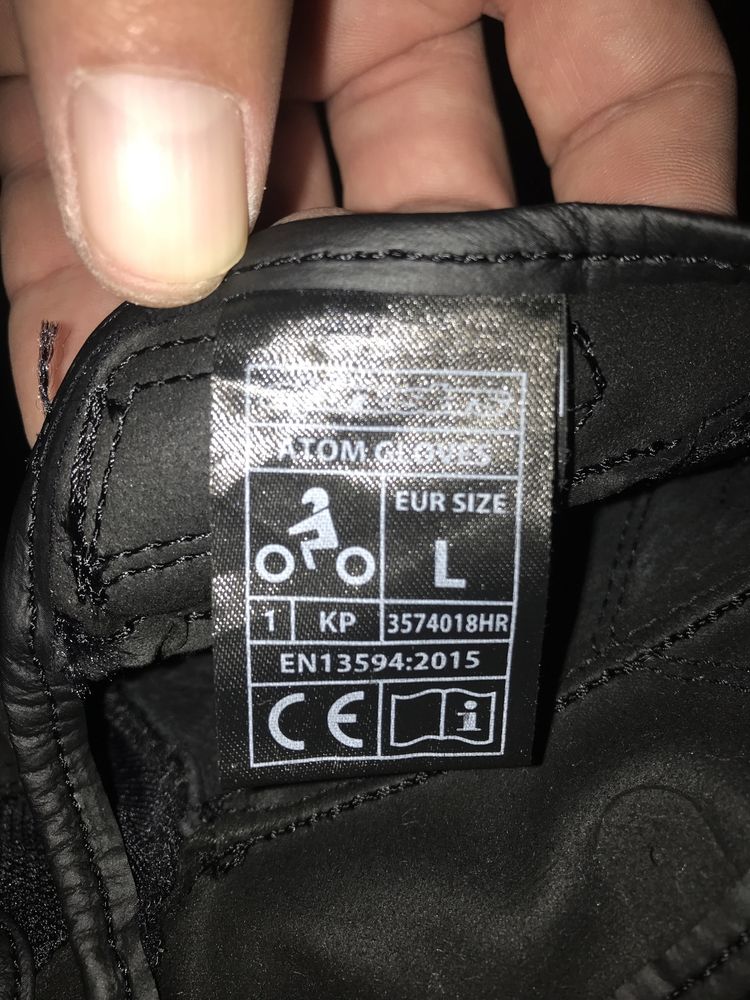 ATOM GLOVES
EUR SIZE
L
1 KP 3574018HR
EN13594:2015
CE i